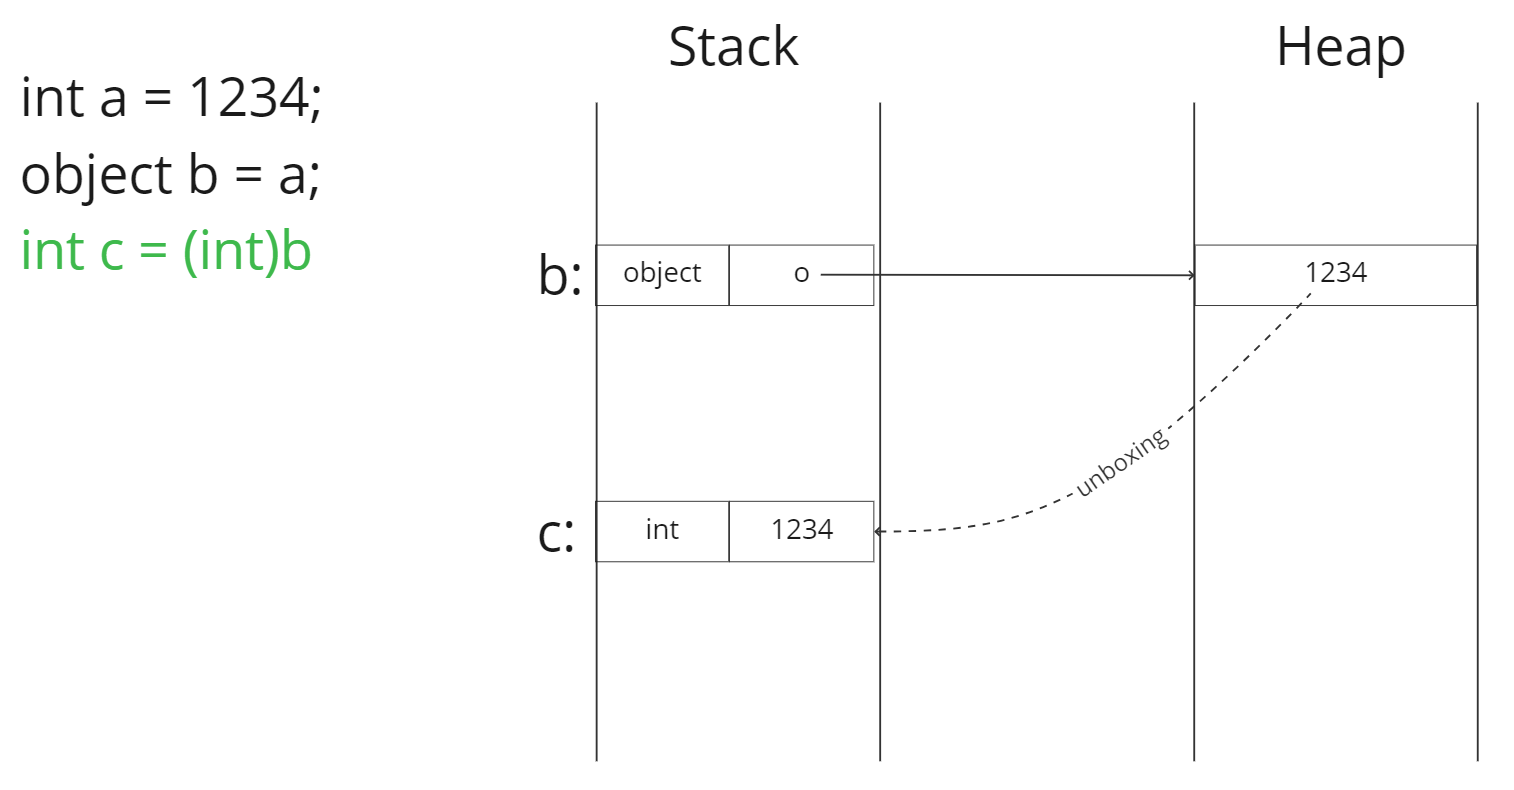 Stack
Heap
int a = 1234;
object b = a;
int c = (int)b
b:
object
o
1234
unboxing
c:
int
1234